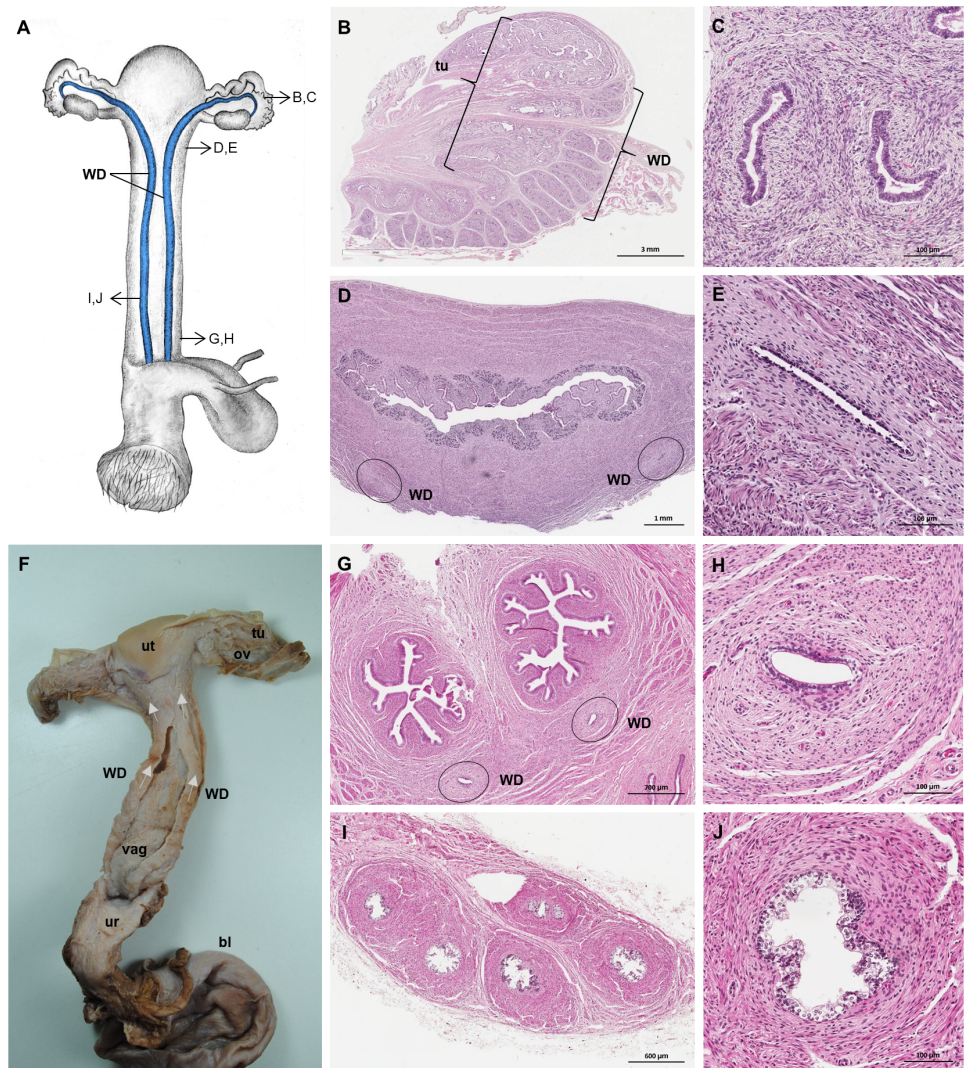 A
B,C
D,E
WD
I,J
G,H
B
tu
WD
3 mm
C
100 µm
D
WD
WD
1 mm
E
100 µm
F
ut
tu
ov
WD
WD
vag
ur
bl
G
WD
WD
700 µm
H
100 µm
I
600 µm
J
100 µm